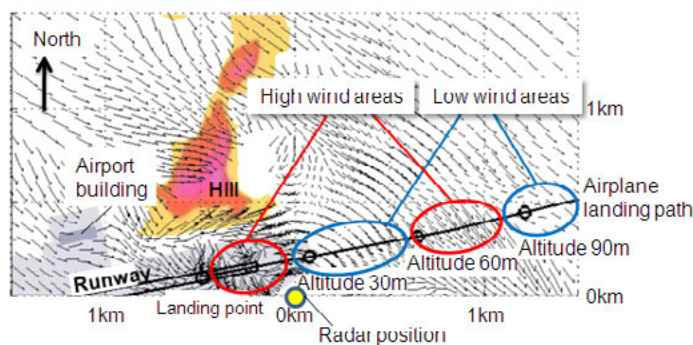 North
High wind areas
Low wind areas
1km
Airport
building
HIll
Airplane
landing path
Altitude 90m
Altitude 60m
Altitude 30m
Runway
Landing point
0km
1km
0km
1km
Radar position